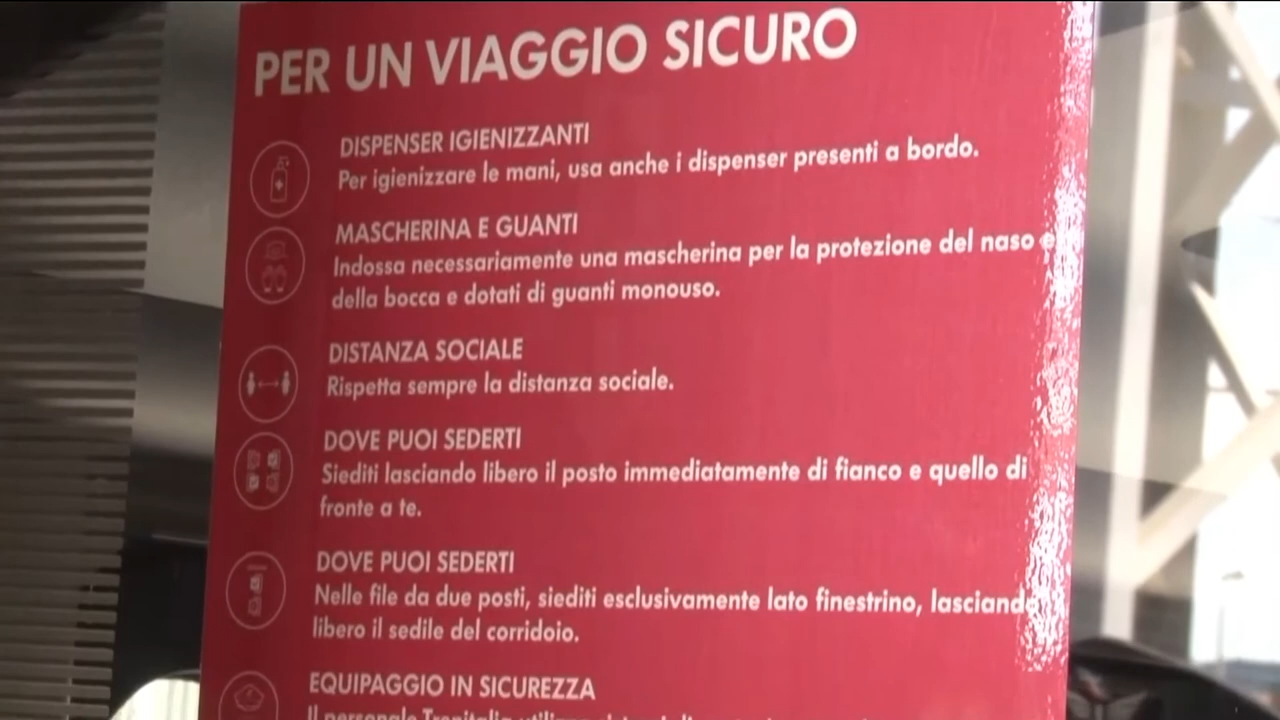 PER UN VIAGGIO SICURO
DISPENSER IGIENIZZANTI
Per igienizzare le mani, usa anche i dispenser presenti a bordo.
MASCHERINA E GUANTI
Indossa necessariamente una mascherina per la protezione del naso e
della bocca e dotati di guanti monouso.
DISTANZA SOCIALE
Rispetta sempre la distanza sociale.
DOVE PUOI SEDERTI
Siediti lasciando libero il posto immediatamente di fianco e quello di
fronte a te.
DOVE PUOI SEDERTI
Nelle file da due posti, siediti esclusivamente lato finestrino, lasciando
libero il sedile del corridoio.
EQUIPAGGIO IN SICUREZZA
Il personale Trenitalia